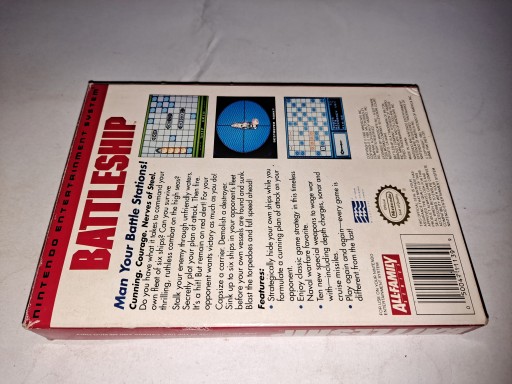 NINTENDO ENTERTAINMENT SYSTEM
BATTLESHIP
Man Your Battle Stations!
Cunning. Courage. Nerves of Steel.
Do you have what it takes to command your
own fleet of six ships? Can you survive
thrilling, ruthless combat on the high seas?
Stalk your enemy through unfriendly waters.
Secretly plot your plan of attack. Then fire.
It's a hit! But remain on red alert! For your
opponent wants victory as much as you do!
Capsize a carrier. Demolish a destroyer.
Sink up to six ships in your opponent's fleet
before your own vessels are found and sunk.
Blast the torpedoes and full speed ahead!
Features:
• Strategically hide your own ships while you
formulate a cunning plan of attack on your
opponent.
• Enjoy classic game strategy in this timeless
Naval warfare favorite.
• Ten new special weapons to wage war
with—including depth charges, sonar and
cruise missiles.
• Play again and again—every game is
different from the last!
ALL FAMILY
Nintendo